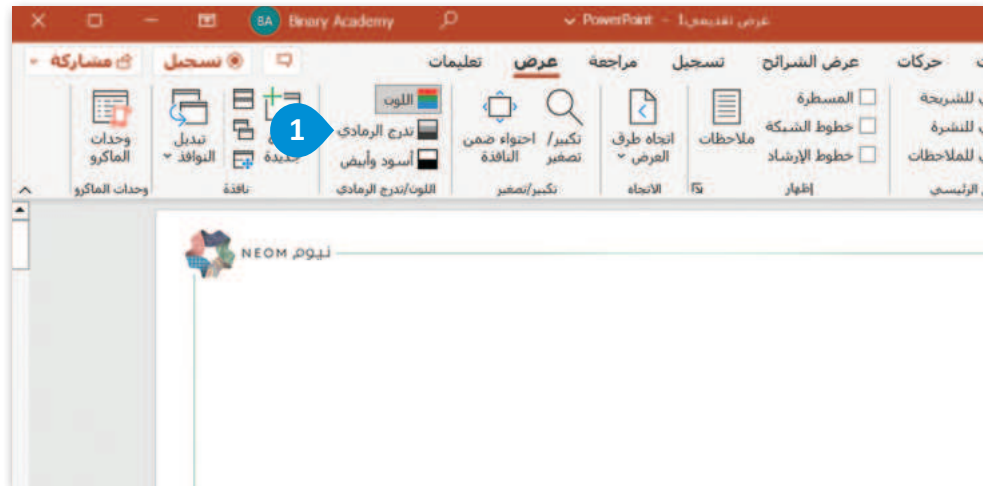 عرض تقديمي1 - PowerPoint
Binary Academy
BA
حركات
عرض الشرائح
تسجيل
مراجعة
عرض
تعليمات
تسجيل
مشاركة
للشريحة
للنشرة
للملاحظات
الرئيسي
المسطرة
خطوط الشبكة
خطوط الإرشاد
إظهار
ملاحظات
اتجاه طرق
العرض
الاتجاه
تكبير/
تصغير
احتواء ضمن
النافذة
تكبير/تصغير
اللون
تدرج الرمادي
أسود وأبيض
اللون/تدرج الرمادي
1
جديدة
تبديل
النوافذ
نافذة
وحدات
الماكرو
وحدات الماكرو
نيوم NEOM